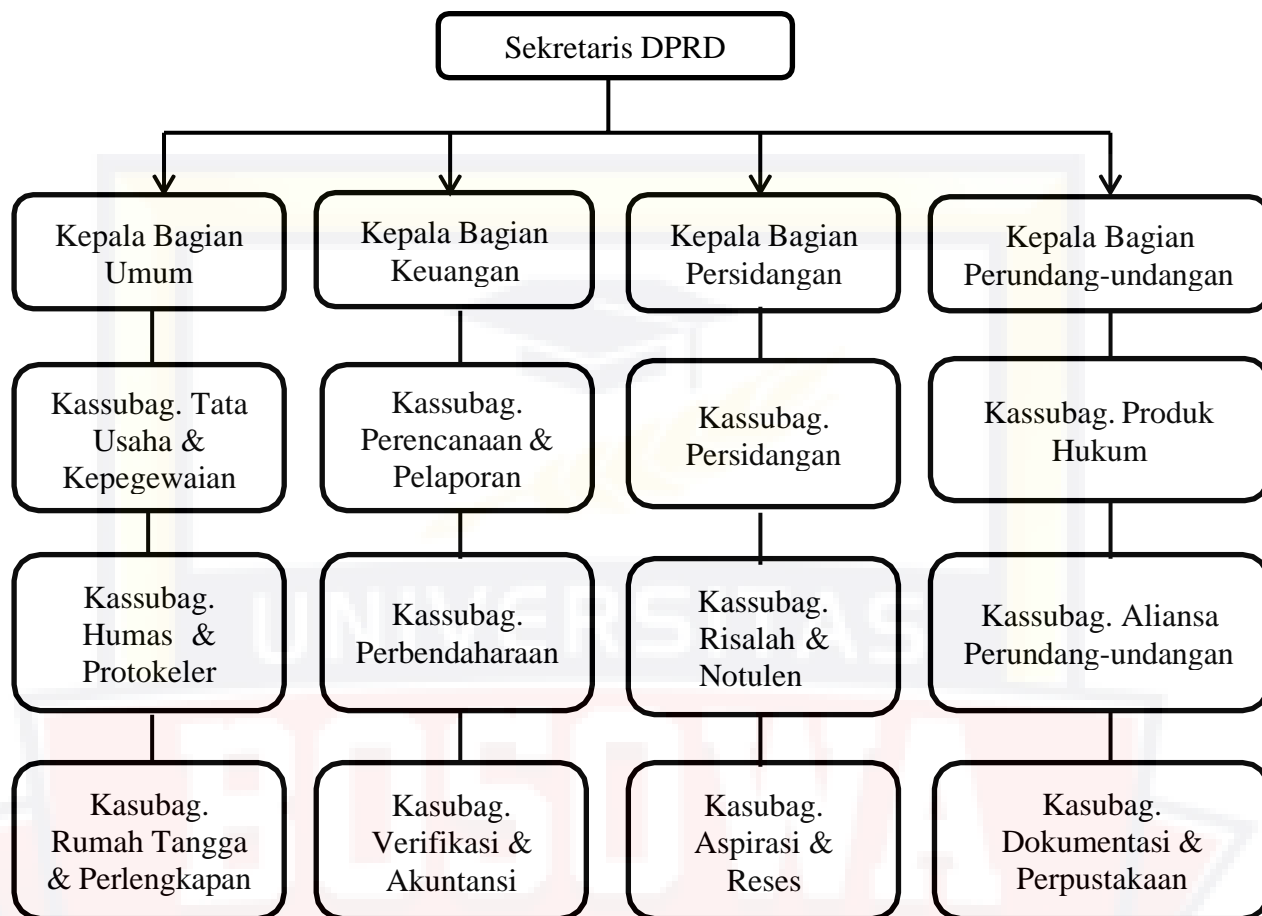 Sekretaris DPRD
Kepala Bagian
Umum
Kepala Bagian
Keuangan
Kepala Bagian
Persidangan
Kepala Bagian
Perundang-undangan
Kassubag. Tata
Usaha &
Kepegewaian
Kassubag.
Perencanaan &
Pelaporan
Kassubag.
Persidangan
Kassubag. Produk
Hukum
Kassubag.
Humas &
Protokeler
Kassubag.
Perbendaharaan
Kassubag.
Risalah &
Notulen
Kassubag. Aliansa
Perundang-undangan
Kasubag.
Rumah Tangga
& Perlengkapan
Kasubag.
Verifikasi &
Akuntansi
Kasubag.
Aspirasi &
Reses
Kasubag.
Dokumentasi &
Perpustakaan
UNIVERSITAS
BOSOWA